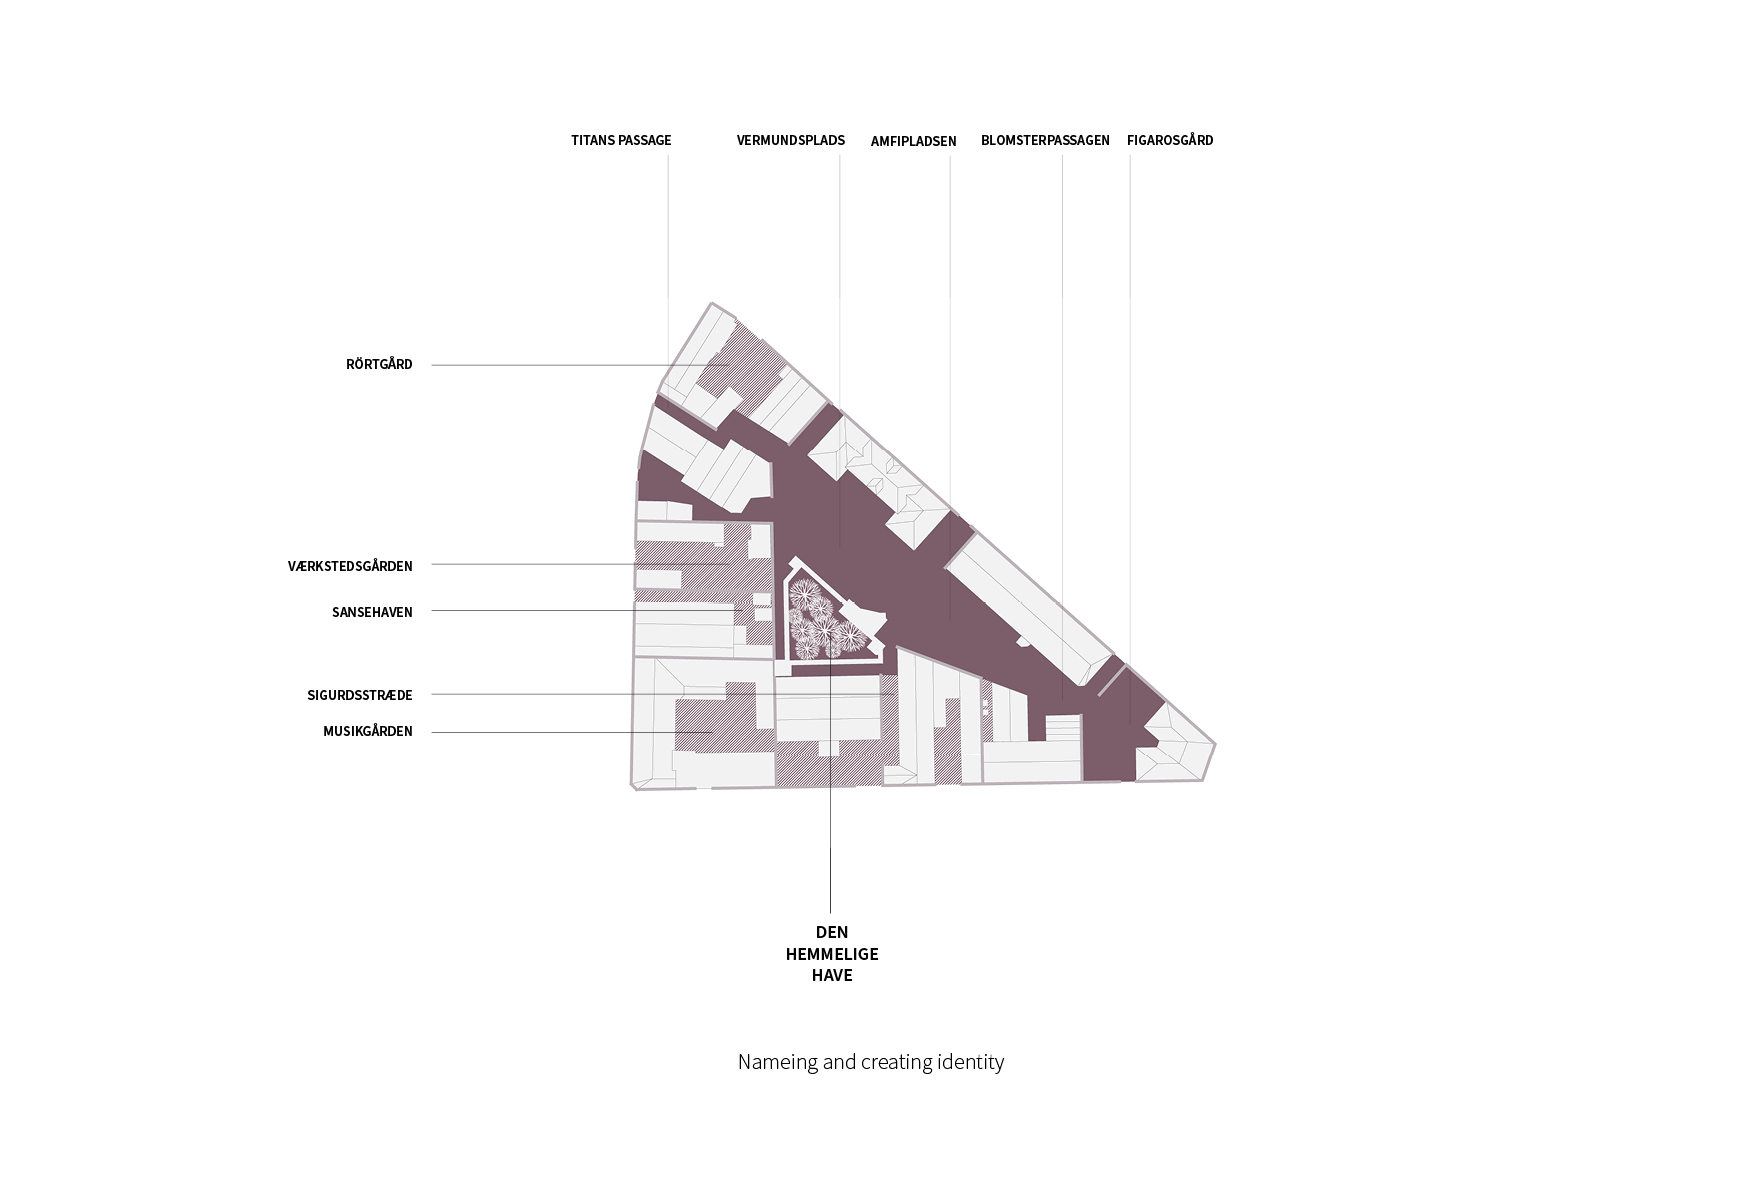 TITANS PASSAGE
VERMUNDSPLADS
AMFIPLADSEN
BLOMSTERPASSAGEN
FIGAROSGÅRD
RÖRTGÅRD
VÆRKSTEDSGÅRDEN
SANSEHAVEN
SIGURDSSTRÆDE
MUSIKGÅRDEN
DEN
HEMMELIGE
HAVE
Nameing and creating identity